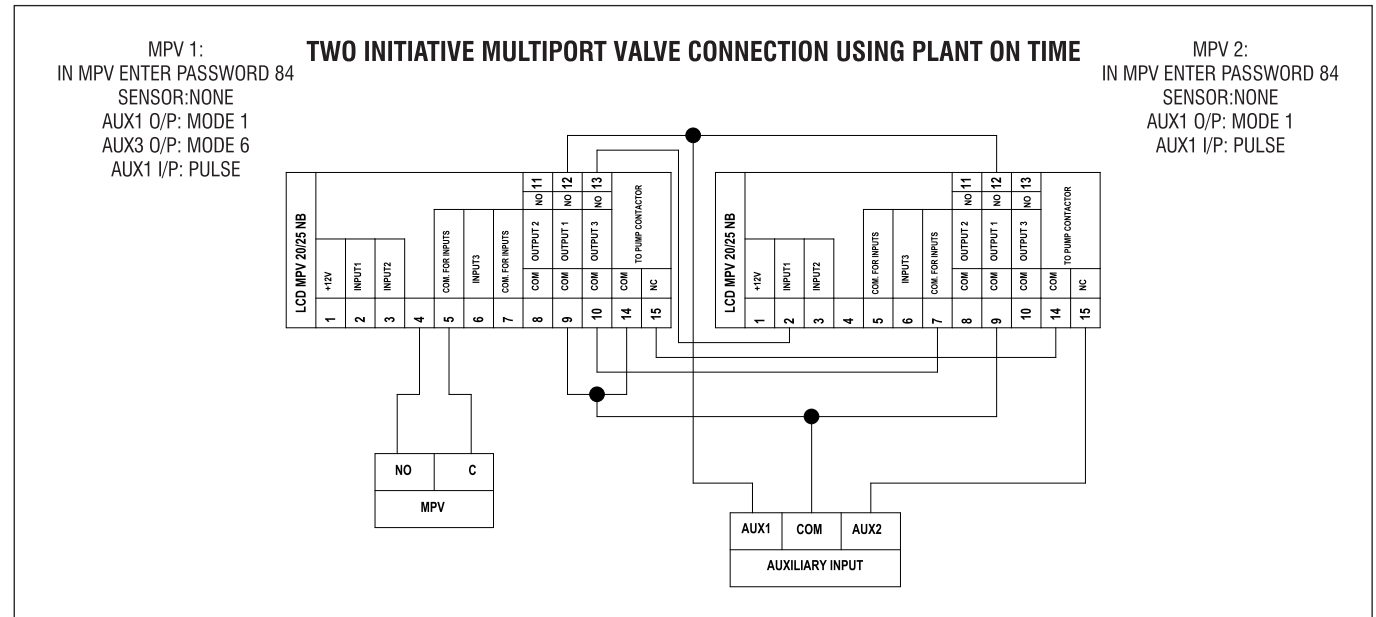 TWO INITIATIVE MULTIPORT VALVE CONNECTION USING PLANT ON TIME
MPV 1:
IN MPV ENTER PASSWORD 84
SENSOR:NONE
AUX1 O/P: MODE 1
AUX3 O/P: MODE 6
AUX1 I/P: PULSE
MPV 2:
IN MPV ENTER PASSWORD 84
SENSOR:NONE
AUX1 O/P: MODE 1
AUX1 I/P: PULSE
LCD MPV 20/25 NB
1 +12V
2 INPUT1
3 INPUT2
4
5 COM. FOR INPUTS
6 INPUT3
7 COM. FOR INPUTS
8 COM OUTPUT 2 NO 11
9 COM OUTPUT 1 NO 12
10 COM OUTPUT 3 NO 13
14 COM
15 NC
TO PUMP CONTACTOR
LCD MPV 20/25 NB
1 +12V
2 INPUT1
3 INPUT2
4
5 COM. FOR INPUTS
6 INPUT3
7 COM. FOR INPUTS
8 COM OUTPUT 2 NO 11
9 COM OUTPUT 1 NO 12
10 COM OUTPUT 3 NO 13
14 COM
15 NC
TO PUMP CONTACTOR
NO C
MPV
AUX1 COM AUX2
AUXILIARY INPUT